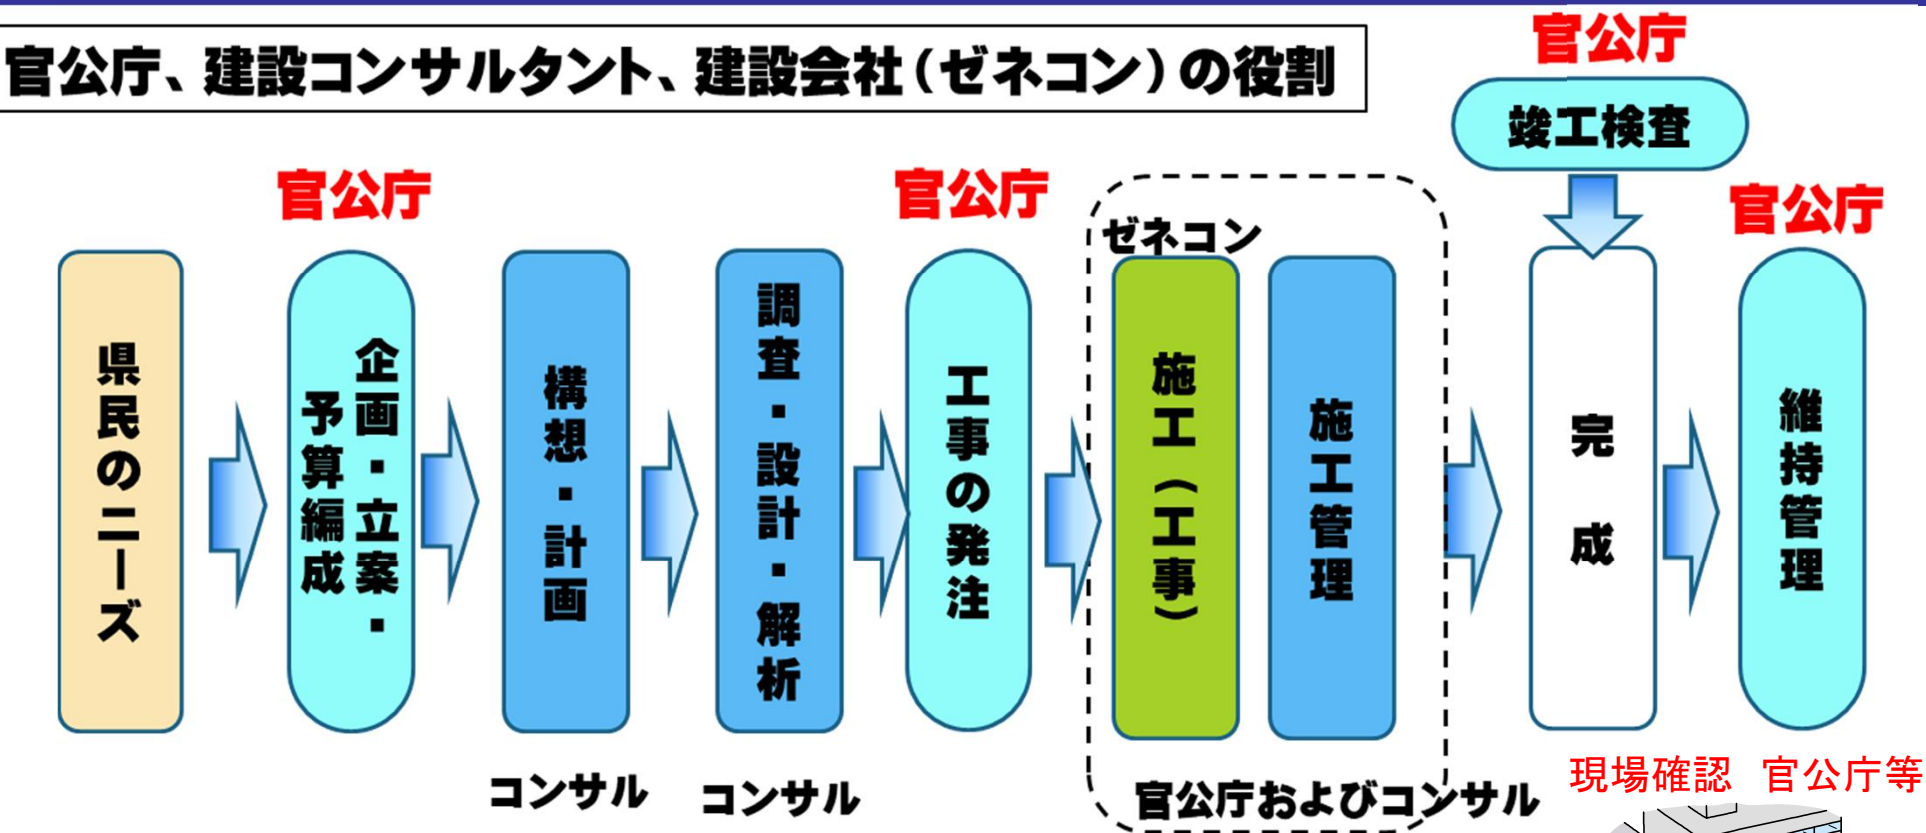 官公庁、建設コンサルタント、建設会社(ゼネコン)の役割
官公庁
竣工検査
官公庁
官公庁
官公庁
ゼネコン
県民のニーズ
企画・立案・
予算編成
構想・計画
調査・設計・解析
工事の発注
施工(工事)
施工管理
完成
維持管理
コンサル
コンサル
官公庁およびコンサル
現場確認 官公庁等